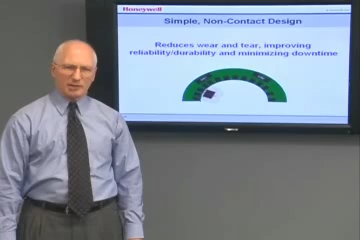 Honeywell
Simple, Non-Contact Design
Reduces wear and tear, improving
reliability/durability and minimizing downtime